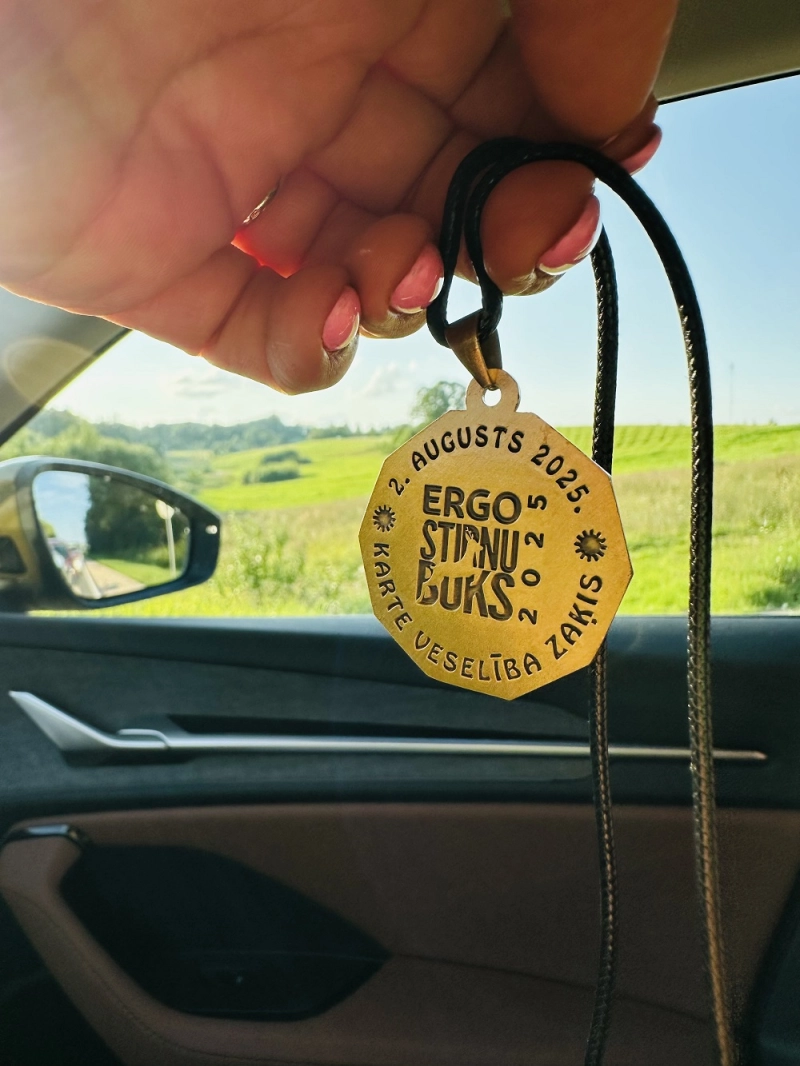 2. AUGUSTS 2025.
ERGO
STIRNU
BUKS
2025
KARTE VESELĪBA ZAĶIS